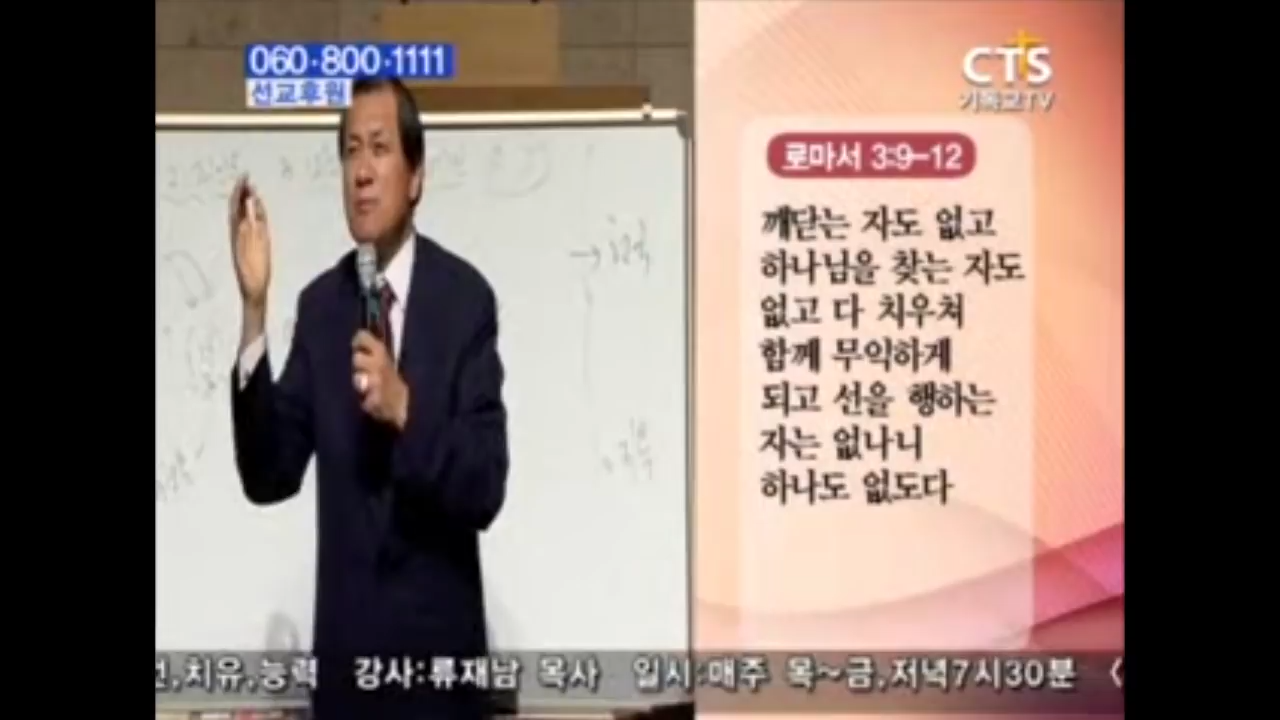 060·800·1111
선교후원
CTS
기독교TV
로마서 3:9-12
깨닫는 자도 없고
하나님을 찾는 자도
없고 다 치우쳐
함께 무익하게
되고 선을 행하는
자는 없나니
하나도 없도다
,치유,능력 강사:류재남 목사 일시:매주 목~금,저녁7시30분 〈